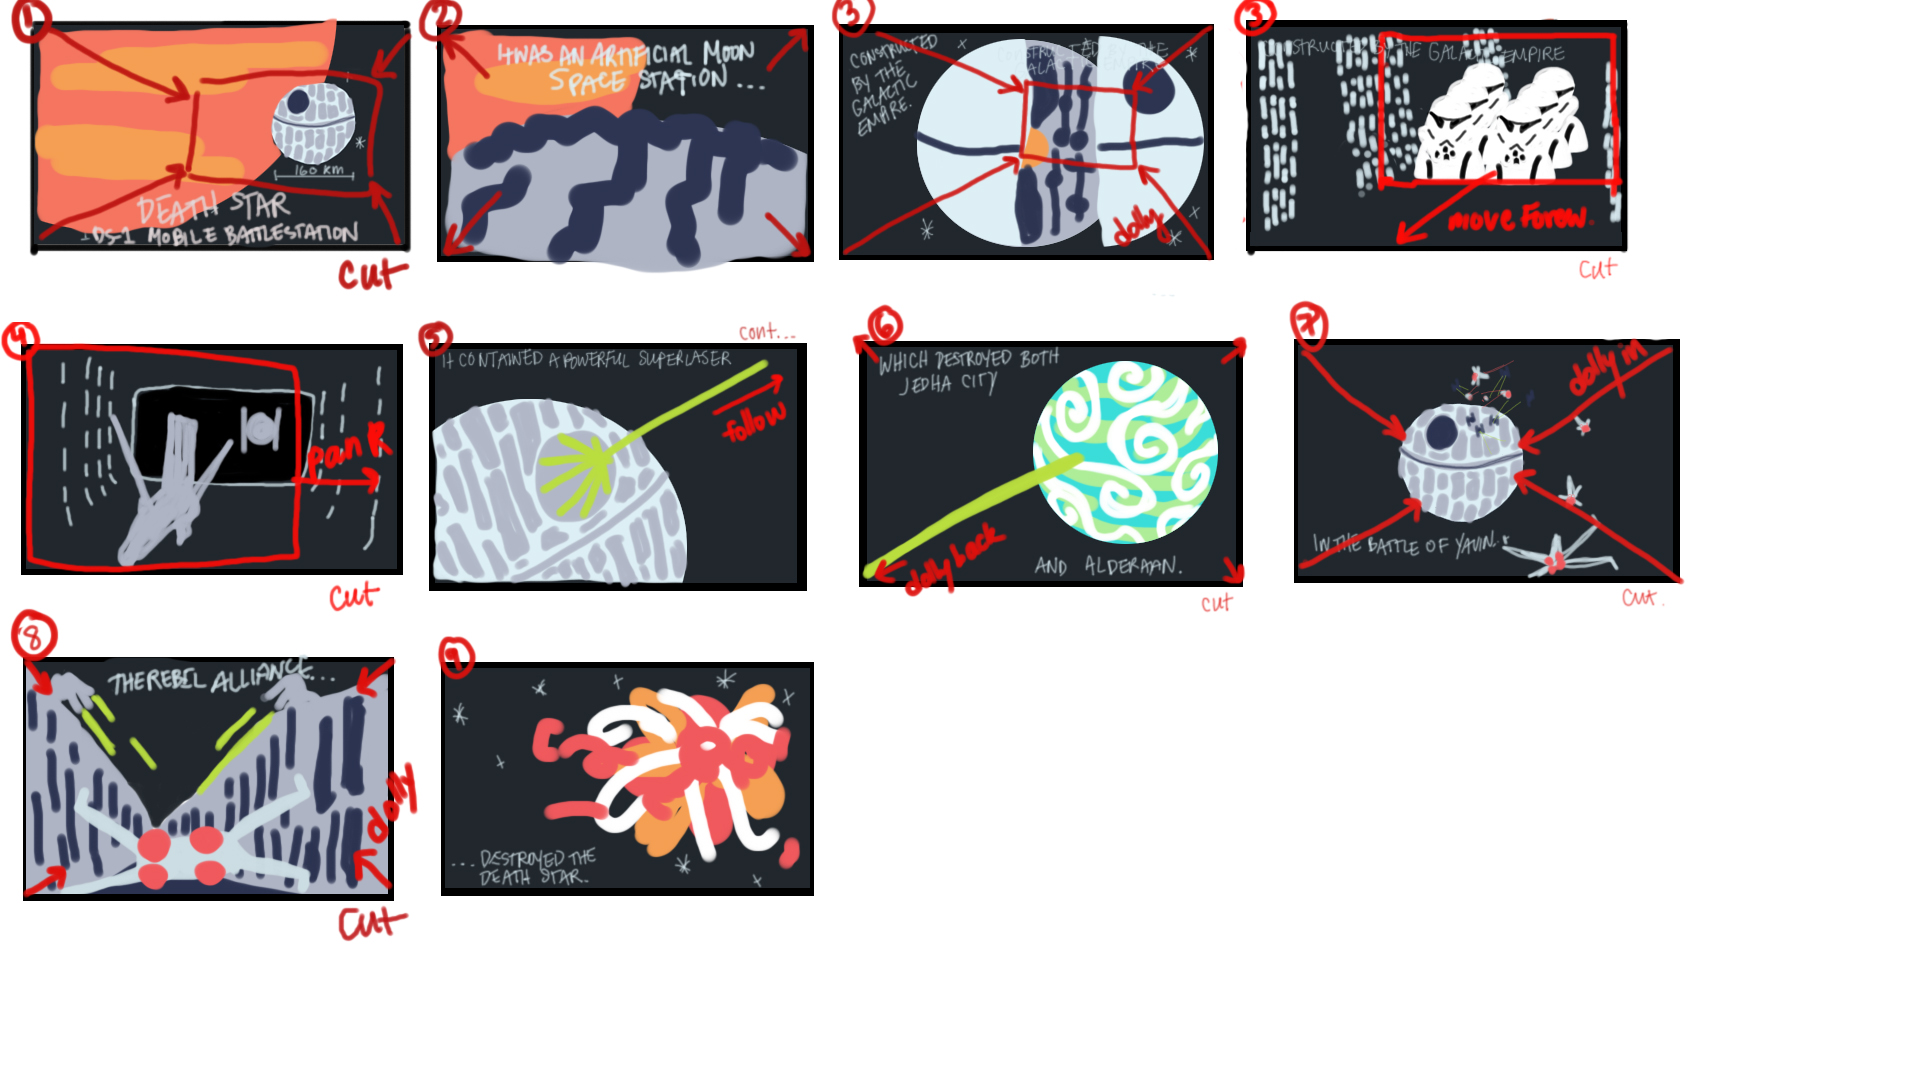 1
160 KM
DEATH STAR
DS-1 MOBILE BATTLESTATION
cut
2
IT WAS AN ARTIFICIAL MOON
SPACE STATION...
3
CONSTRUCTED
BY THE
GALACTIC
EMPIRE.
CONSTRUCTED BY THE
GALACTIC EMPIRE
dolly
3
CONSTRUCTED BY THE GALACTIC EMPIRE
move Forew.
cut
4
pan R
cut
5
cont...
IT CONTAINED A POWERFUL SUPERLASER
follow
6
WHICH DESTROYED BOTH
JEDHA CITY
dolly back
AND ALDERAAN.
cut
7
dolly in
IN THE BATTLE OF YAVIN...
cut.
8
THE REBEL ALLIANCE...
dolly
cut
9
... DESTROYED THE
DEATH STAR.